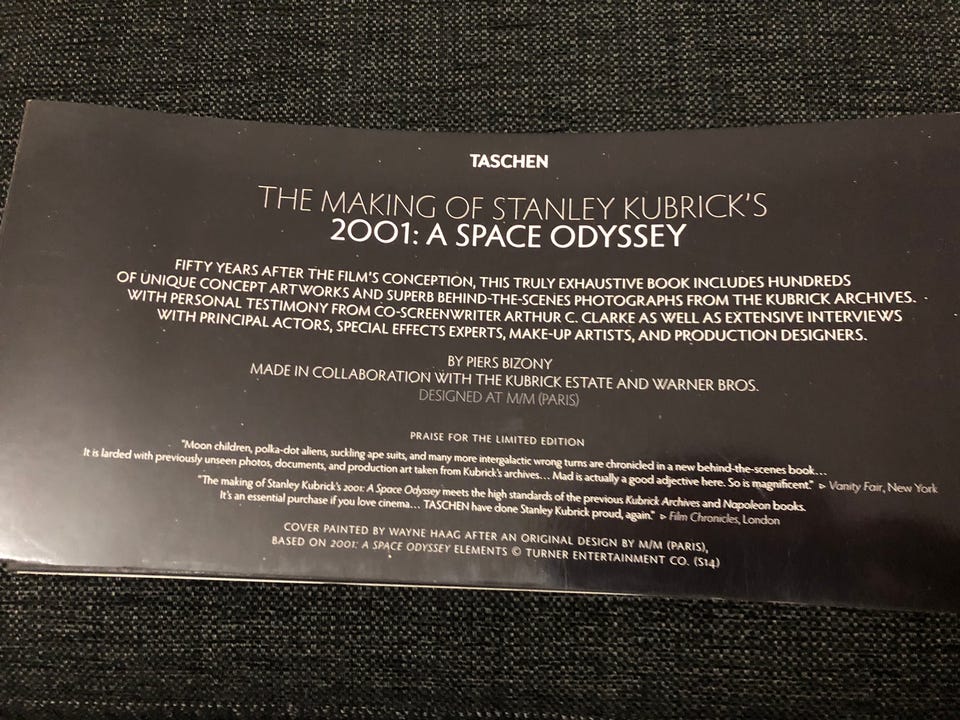 TASCHEN
THE MAKING OF STANLEY KUBRICK'S
2001: A SPACE ODYSSEY
FIFTY YEARS AFTER THE FILM'S CONCEPTION, THIS TRULY EXHAUSTIVE BOOK INCLUDES HUNDREDS
OF UNIQUE CONCEPT ARTWORKS AND SUPERB BEHIND-THE-SCENES PHOTOGRAPHS FROM THE KUBRICK ARCHIVES.
WITH PERSONAL TESTIMONY FROM CO-SCREENWRITER ARTHUR C. CLARKE AS WELL AS EXTENSIVE INTERVIEWS
WITH PRINCIPAL ACTORS, SPECIAL EFFECTS EXPERTS, MAKE-UP ARTISTS, AND PRODUCTION DESIGNERS.
BY PIERS BIZONY
MADE IN COLLABORATION WITH THE KUBRICK ESTATE AND WARNER BROS.
DESIGNED AT M/M (PARIS)
PRAISE FOR THE LIMITED EDITION
"Moon children, polka-dot aliens, suckling ape suits, and many more intergalactic wrong turns are chronicled in a new behind-the-scenes book…
It is larded with previously unseen photos, documents, and production art taken from Kubrick's archives… Mad is actually a good adjective here. So is magnificent." ▷ Vanity Fair, New York
"The making of Stanley Kubrick's 2001: A Space Odyssey meets the high standards of the previous Kubrick Archives and Napoleon books.
It's an essential purchase if you love cinema… TASCHEN have done Stanley Kubrick proud, again." ▷ Film Chronicles, London
COVER PAINTED BY WAYNE HAAG AFTER AN ORIGINAL DESIGN BY M/M (PARIS),
BASED ON 2001: A SPACE ODYSSEY ELEMENTS © TURNER ENTERTAINMENT CO. (S14)